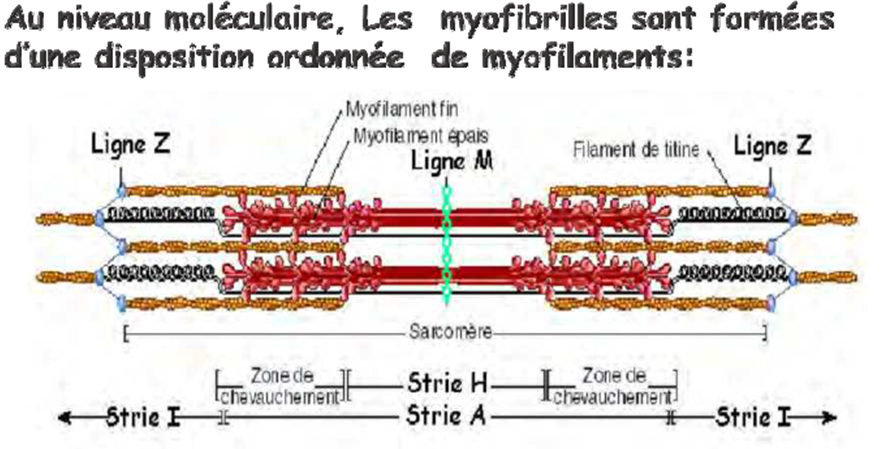 Au niveau moléculaire, Les myofibrilles sont formées
d'une disposition ordonnée de myofilaments:
Myofilament fin
Myofilament épais
Ligne Z
Ligne M
Filament de titine
Ligne Z
Sarcomère
Zone de chevauchement
Strie H
Zone de chevauchement
Strie I
Strie A
Strie I